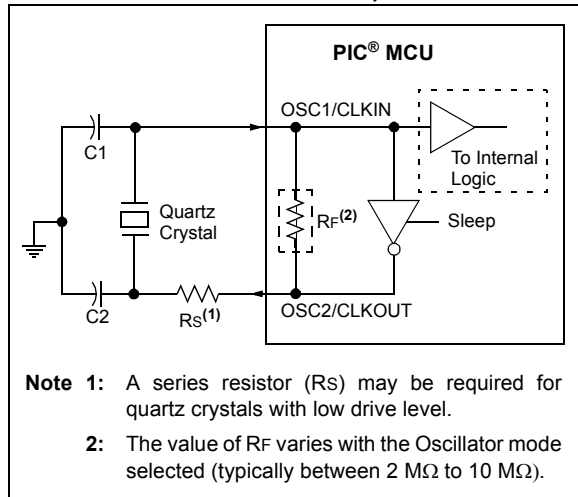 PIC® MCU
OSC1/CLKIN
C1
To Internal
Logic
Quartz
Crystal
RF(2)
Sleep
C2
RS(1)
OSC2/CLKOUT
Note 1: A series resistor (RS) may be required for
quartz crystals with low drive level.
2: The value of RF varies with the Oscillator mode
selected (typically between 2 MΩ to 10 MΩ).